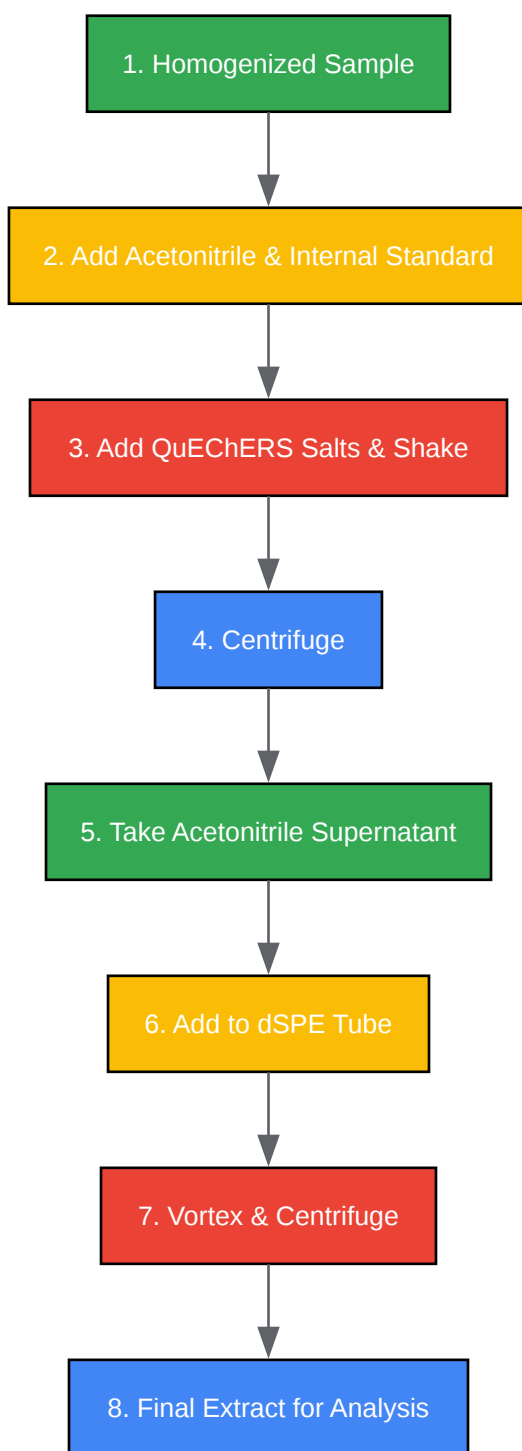 1. Homogenized Sample
2. Add Acetonitrile & Internal Standard
3. Add QuEChERS Salts & Shake
4. Centrifuge
5. Take Acetonitrile Supernatant
6. Add to dSPE Tube
7. Vortex & Centrifuge
8. Final Extract for Analysis